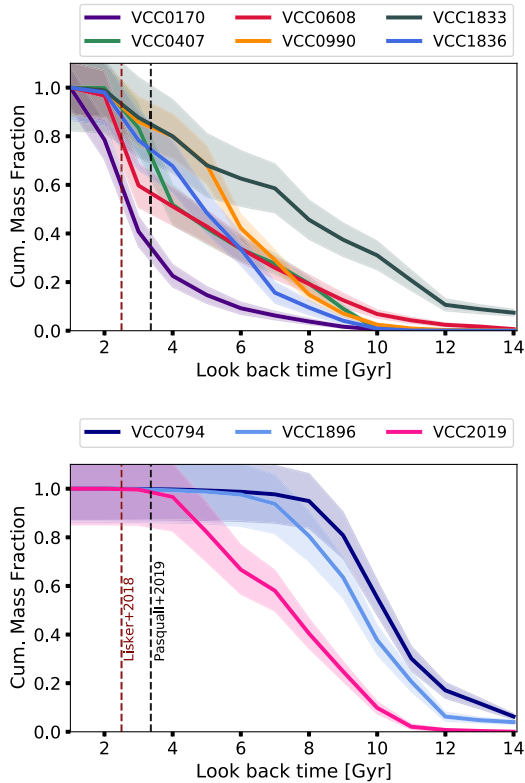 VCC0170 VCC0608 VCC1833
VCC0407 VCC0990 VCC1836
Cum. Mass Fraction
1.0
0.8
0.6
0.4
0.2
0.0
2 4 6 8 10 12 14
Look back time [Gyr]
VCC0794 VCC1896 VCC2019
Cum. Mass Fraction
1.0
0.8
0.6
0.4
0.2
0.0
Lisker+2018
Pasquali+2019
2 4 6 8 10 12 14
Look back time [Gyr]